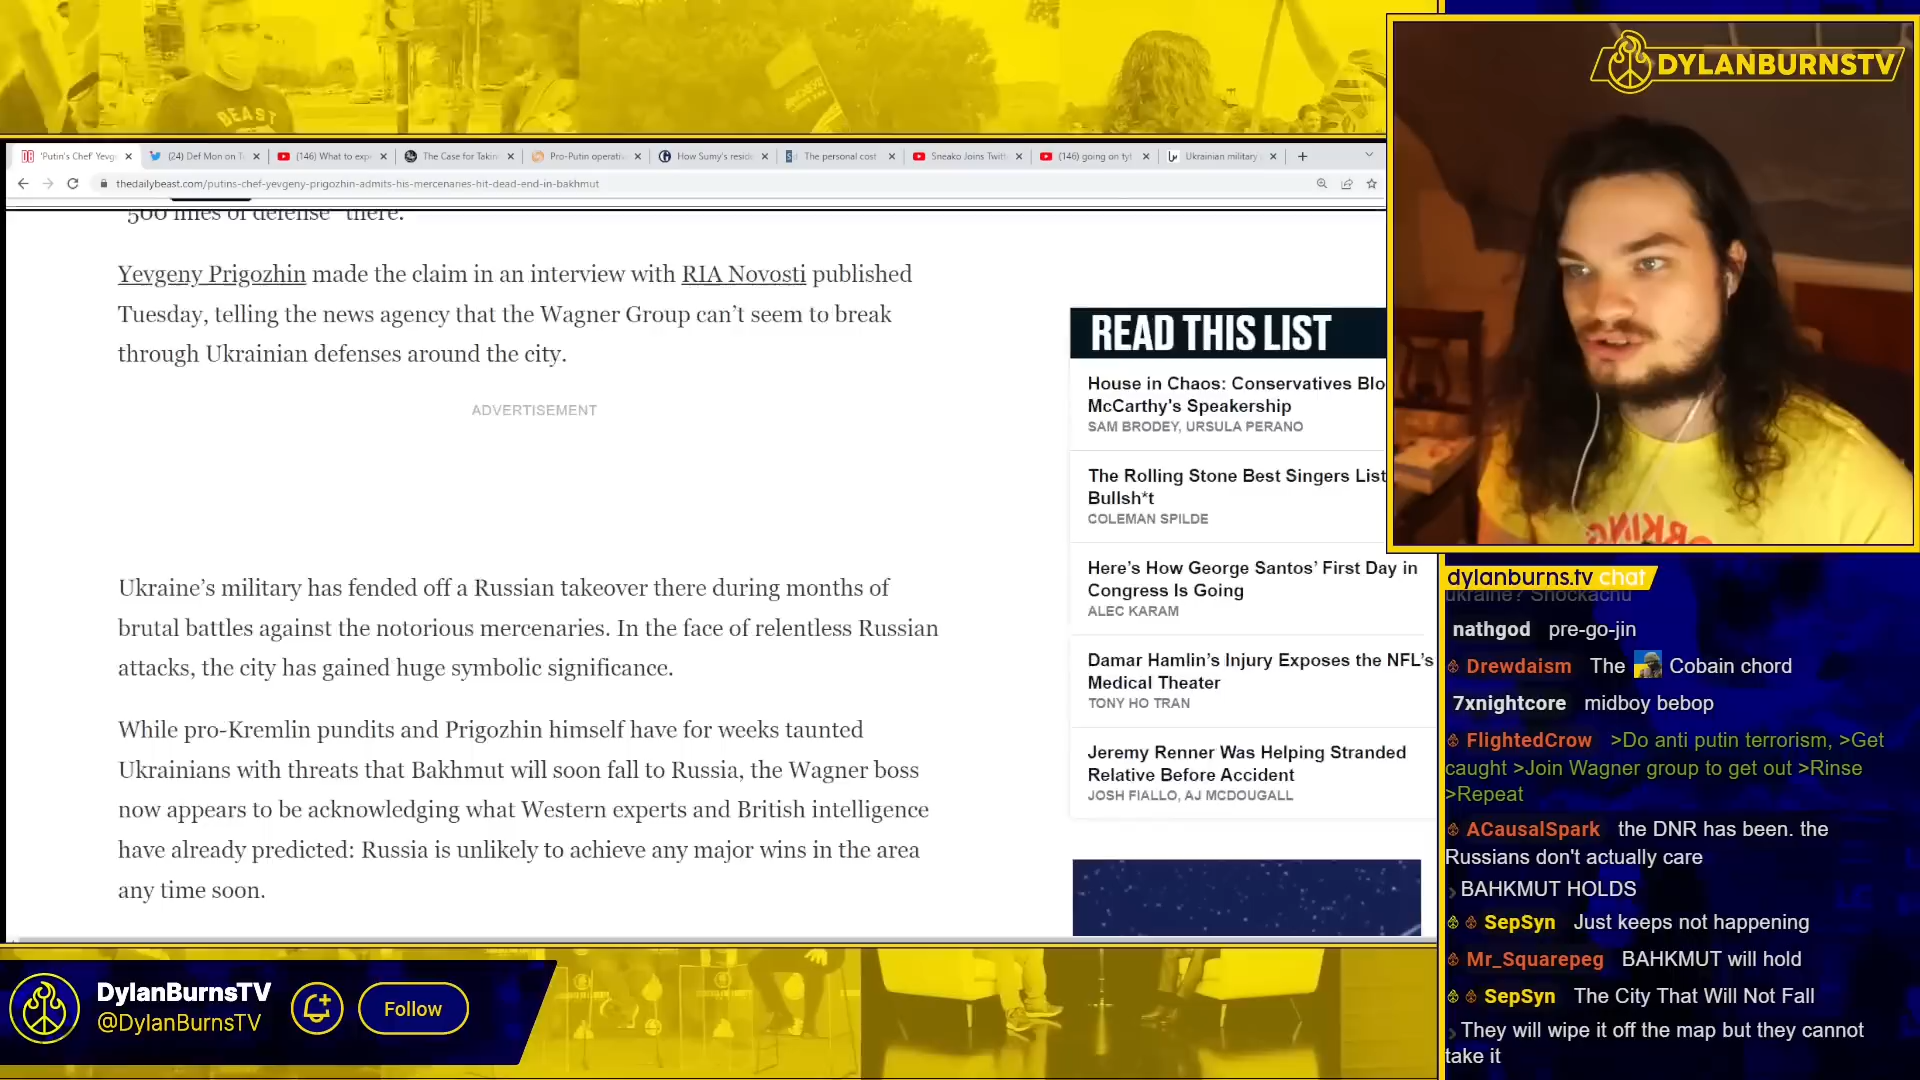 BEAST
DYLANBURNSTV
'Putin's Chef' Yevg
(24) Def Mon on T
(146) What to exp
The Case for Takin
Pro-Putin operati
How Sumy's resid
The personal cost
Sneako Joins Twit
(146) going on ty
Ukrainian military
thedailybeast.com/putins-chef-yevgeny-prigozhin-admits-his-mercenaries-hit-dead-end-in-bakhmut
"500 lines of defense" there.
Yevgeny Prigozhin made the claim in an interview with RIA Novosti published
Tuesday, telling the news agency that the Wagner Group can't seem to break
through Ukrainian defenses around the city.
ADVERTISEMENT
Ukraine's military has fended off a Russian takeover there during months of
brutal battles against the notorious mercenaries. In the face of relentless Russian
attacks, the city has gained huge symbolic significance.
While pro-Kremlin pundits and Prigozhin himself have for weeks taunted
Ukrainians with threats that Bakhmut will soon fall to Russia, the Wagner boss
now appears to be acknowledging what Western experts and British intelligence
have already predicted: Russia is unlikely to achieve any major wins in the area
any time soon.
READ THIS LIST
House in Chaos: Conservatives Blo
McCarthy's Speakership
SAM BRODEY, URSULA PERANO
The Rolling Stone Best Singers List
Bullsh*t
COLEMAN SPILDE
Here's How George Santos' First Day in
Congress Is Going
ALEC KARAM
Damar Hamlin's Injury Exposes the NFL's
Medical Theater
TONY HO TRAN
Jeremy Renner Was Helping Stranded
Relative Before Accident
JOSH FIALLO, AJ MCDOUGALL
dylanburns.tv chat
ukraine? Shockachu
nathgod pre-go-jin
Drewdaism The Cobain chord
7xnightcore midboy bebop
FlightedCrow >Do anti putin terrorism, >Get
caught >Join Wagner group to get out >Rinse
>Repeat
ACausalSpark the DNR has been. the
Russians don't actually care
BAHKMUT HOLDS
SepSyn Just keeps not happening
Mr_Squarepeg BAHKMUT will hold
SepSyn The City That Will Not Fall
They will wipe it off the map but they cannot
take it
DylanBurnsTV
@DylanBurnsTV
Follow